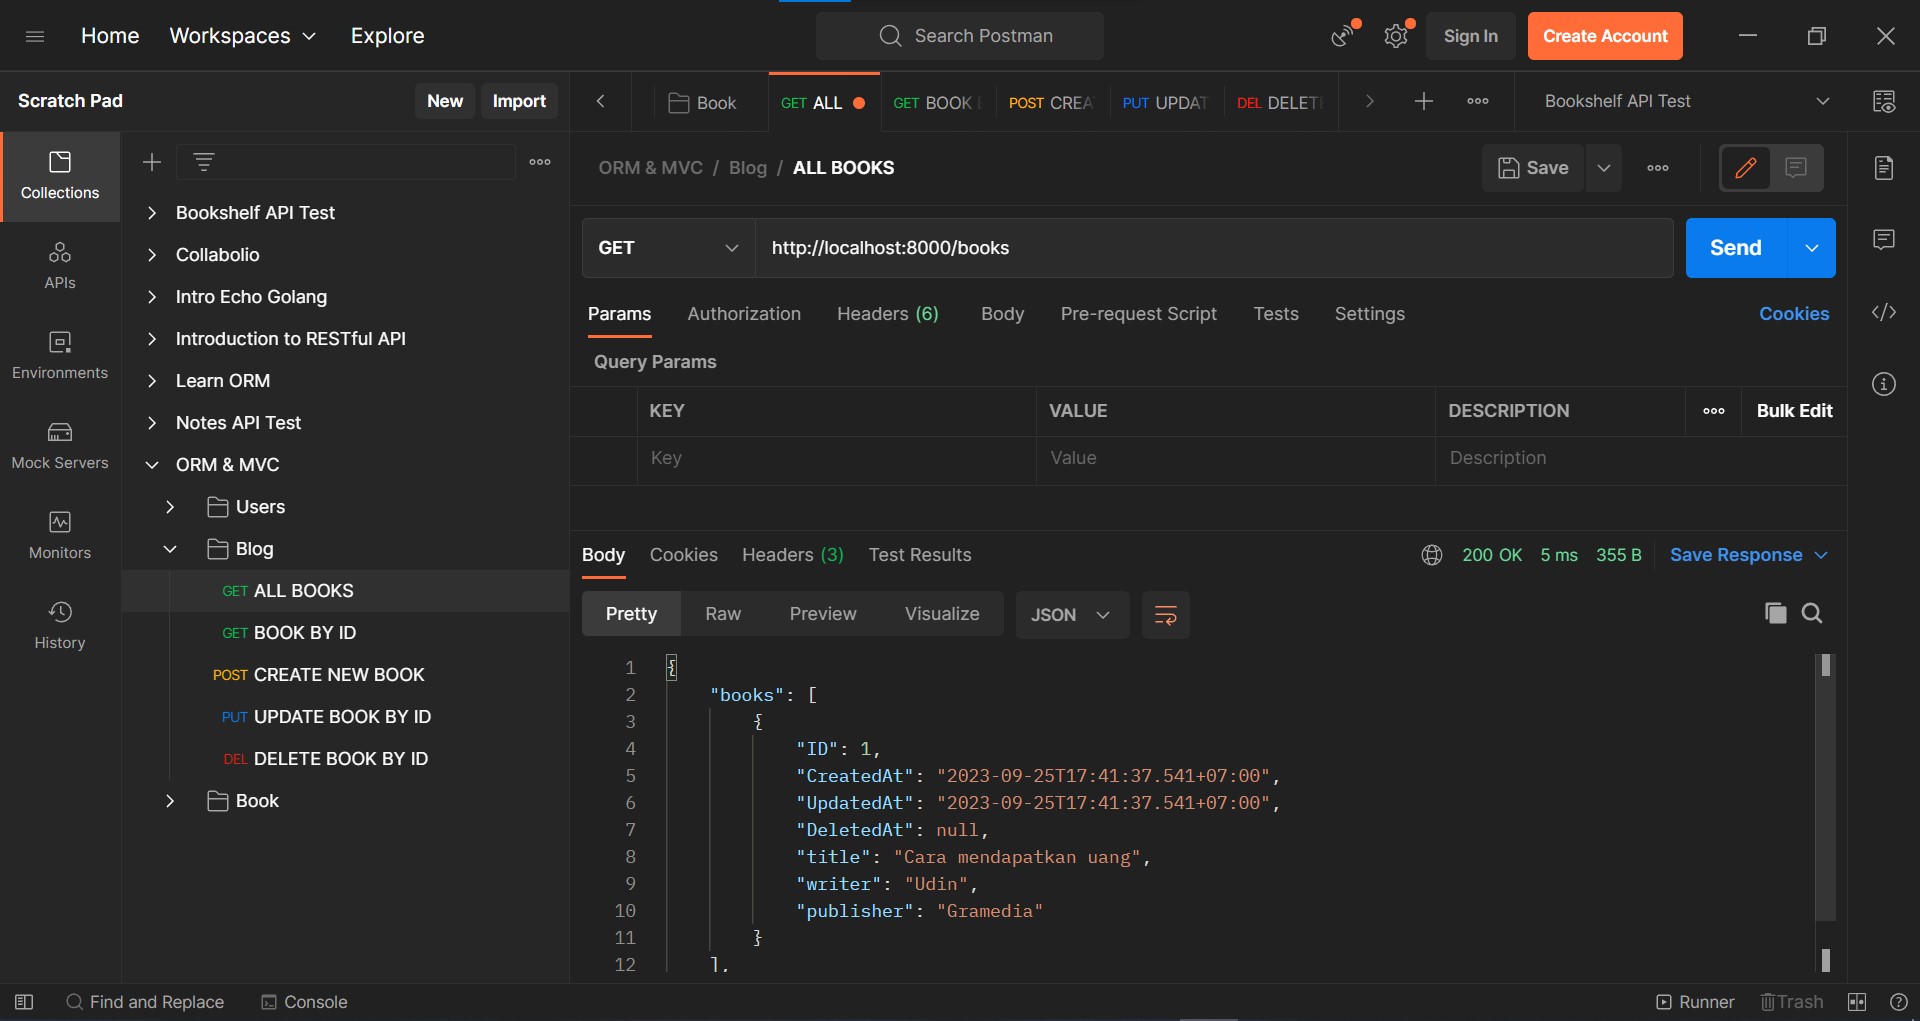 Home Workspaces Explore Search Postman Sign In Create Account
Scratch Pad New Import
Book GET ALL GET BOOK POST CREA PUT UPDAT DEL DELET Bookshelf API Test
Collections
APIs
Environments
Mock Servers
Monitors
History
Bookshelf API Test
Collabolio
Intro Echo Golang
Introduction to RESTful API
Learn ORM
Notes API Test
ORM & MVC
Users
Blog
GET ALL BOOKS
GET BOOK BY ID
POST CREATE NEW BOOK
PUT UPDATE BOOK BY ID
DEL DELETE BOOK BY ID
Book
ORM & MVC / Blog / ALL BOOKS Save
GET http://localhost:8000/books Send
Params Authorization Headers (6) Body Pre-request Script Tests Settings Cookies
Query Params
KEY VALUE DESCRIPTION Bulk Edit
Key Value Description
Body Cookies Headers (3) Test Results 200 OK 5 ms 355 B Save Response
Pretty Raw Preview Visualize JSON
1 {
2 "books": [
3 {
4 "ID": 1,
5 "CreatedAt": "2023-09-25T17:41:37.541+07:00",
6 "UpdatedAt": "2023-09-25T17:41:37.541+07:00",
7 "DeletedAt": null,
8 "title": "Cara mendapatkan uang",
9 "writer": "Udin",
10 "publisher": "Gramedia"
11 }
12 ],
Find and Replace Console Runner Trash